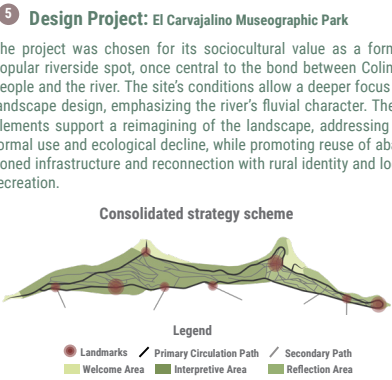 5 Design Project: El Carvajalino Museographic Park
he project was chosen for its sociocultural value as a form
opular riverside spot, once central to the bond between Colin
eople and the river. The site's conditions allow a deeper focus
andscape design, emphasizing the river's fluvial character. The
lements support a reimagining of the landscape, addressing
ormal use and ecological decline, while promoting reuse of aba
oned infrastructure and reconnection with rural identity and lo
ecreation.
Consolidated strategy scheme
Legend
Landmarks Primary Circulation Path Secondary Path
Welcome Area Interpretive Area Reflection Area